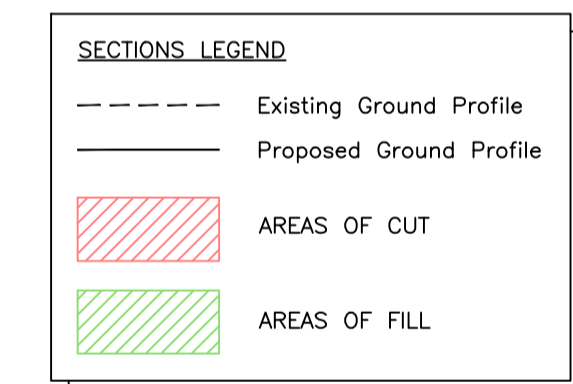 SECTIONS LEGEND
Existing Ground Profile
Proposed Ground Profile
AREAS OF CUT
AREAS OF FILL